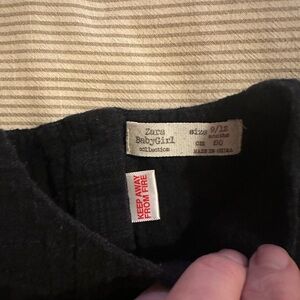 Zara
BabyGirl
collection
size 9/12
months
cm 80
MADE IN CHINA
KEEP AWAY
FROM FIRE